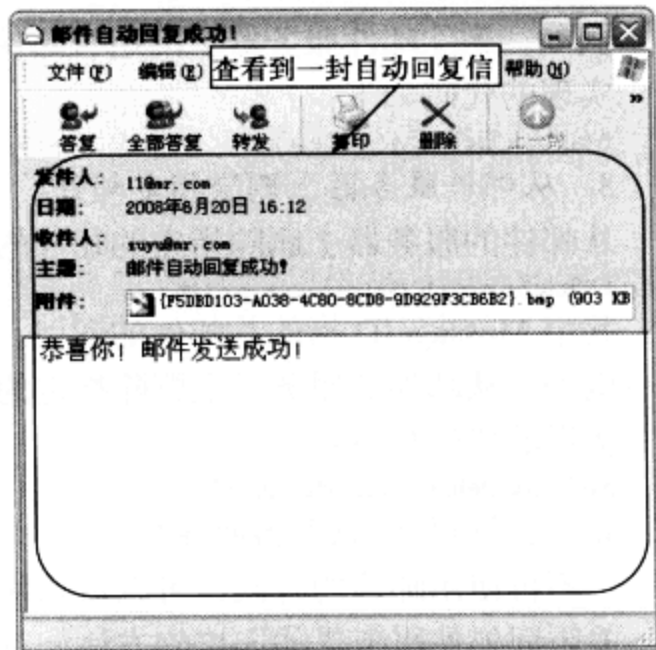 邮件自动回复成功!
文件(F) 编辑(E) 查看到一封自动回复信 帮助(H)
答复 全部答复 转发 打印 删除 上一封 »
发件人: ll@mr.com
日期: 2008年6月20日 16:12
收件人: suyu@mr.com
主题: 邮件自动回复成功!
附件: {F5DBD103-A038-4C80-8CD8-9D929F3CB6B2}.bmp (903 KB
恭喜你! 邮件发送成功!